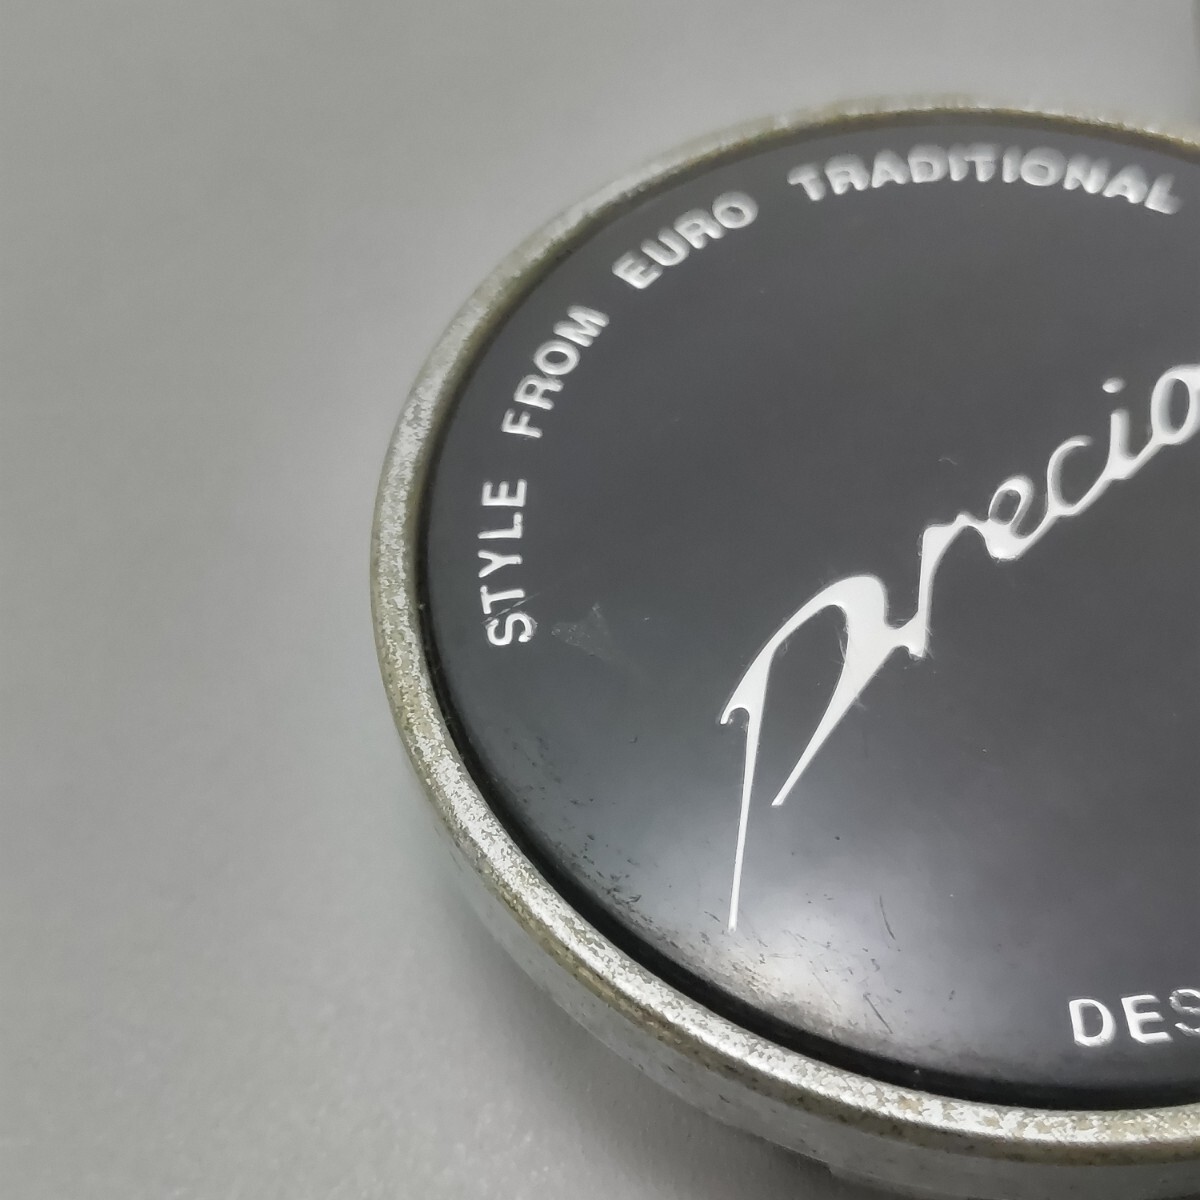 STYLE FROM EURO TRADITIONAL
Precio
DES